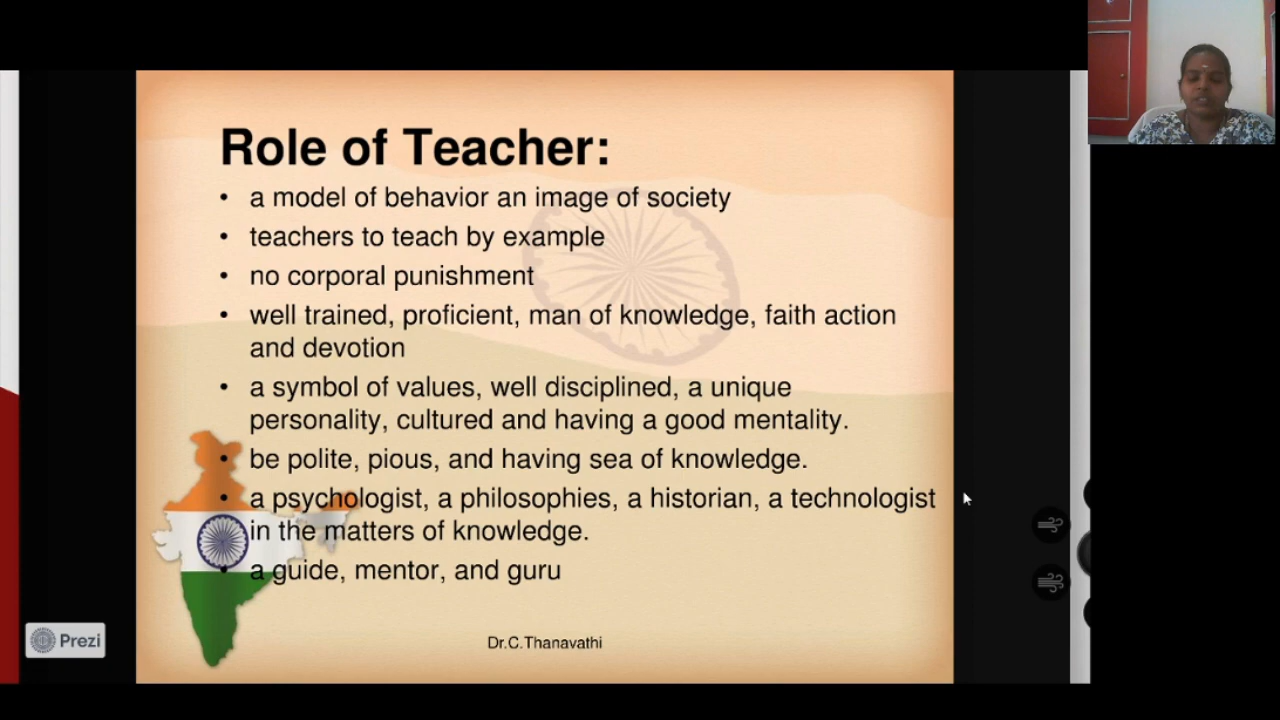 Role of Teacher:
• a model of behavior an image of society
• teachers to teach by example
• no corporal punishment
• well trained, proficient, man of knowledge, faith action
and devotion
• a symbol of values, well disciplined, a unique
personality, cultured and having a good mentality.
• be polite, pious, and having sea of knowledge.
• a psychologist, a philosophies, a historian, a technologist
in the matters of knowledge.
• a guide, mentor, and guru
Prezi
Dr.C.Thanavathi